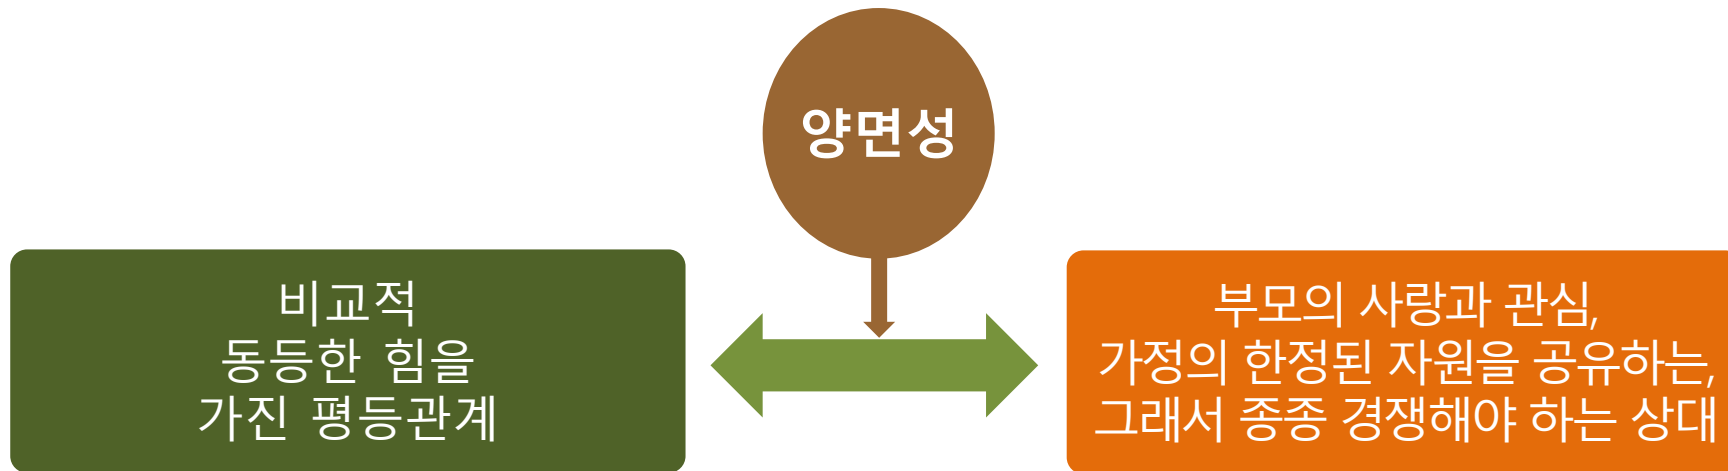 양면성
비교적
동등한 힘을
가진 평등관계
부모의 사랑과 관심,
가정의 한정된 자원을 공유하는,
그래서 종종 경쟁해야 하는 상대